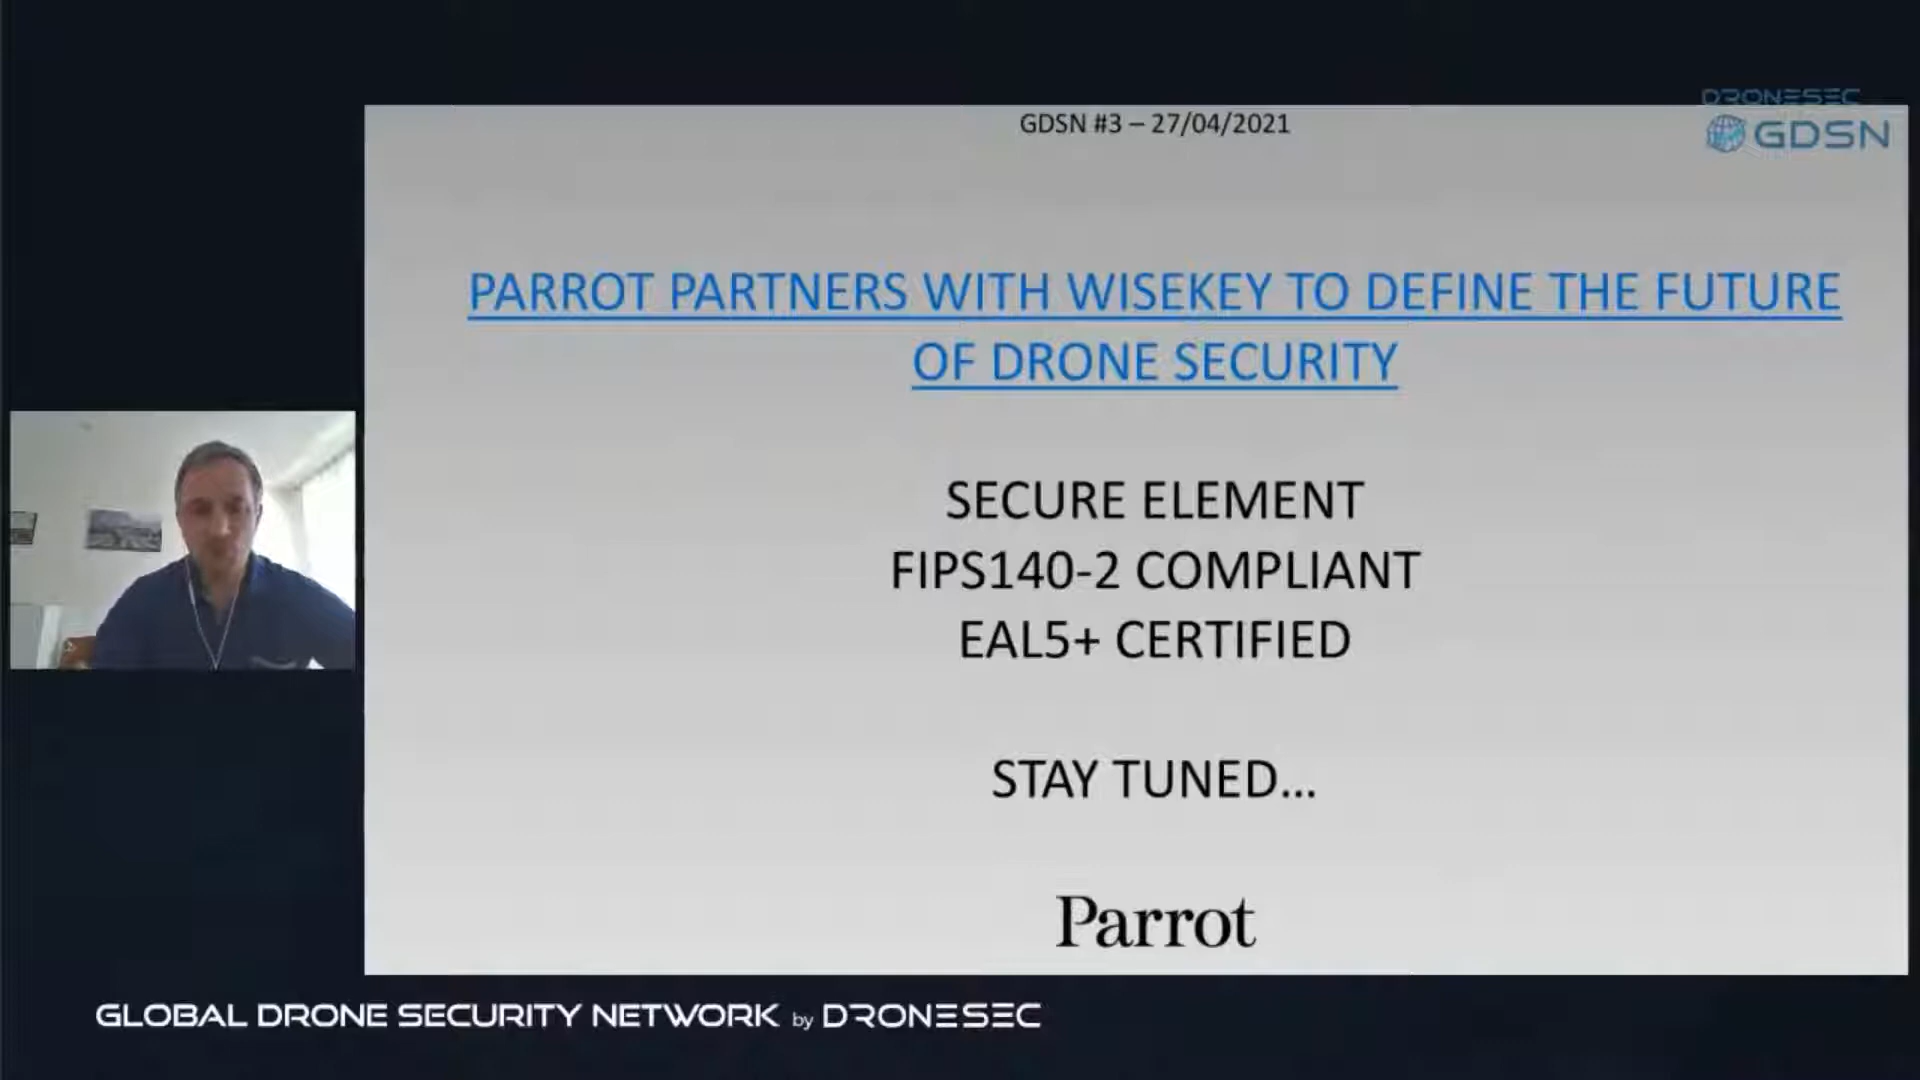 DRONESEC
GDSN
GDSN #3 – 27/04/2021
PARROT PARTNERS WITH WISEKEY TO DEFINE THE FUTURE
OF DRONE SECURITY
SECURE ELEMENT
FIPS140-2 COMPLIANT
EAL5+ CERTIFIED
STAY TUNED...
Parrot
GLOBAL DRONE SECURITY NETWORK by DRONESEC